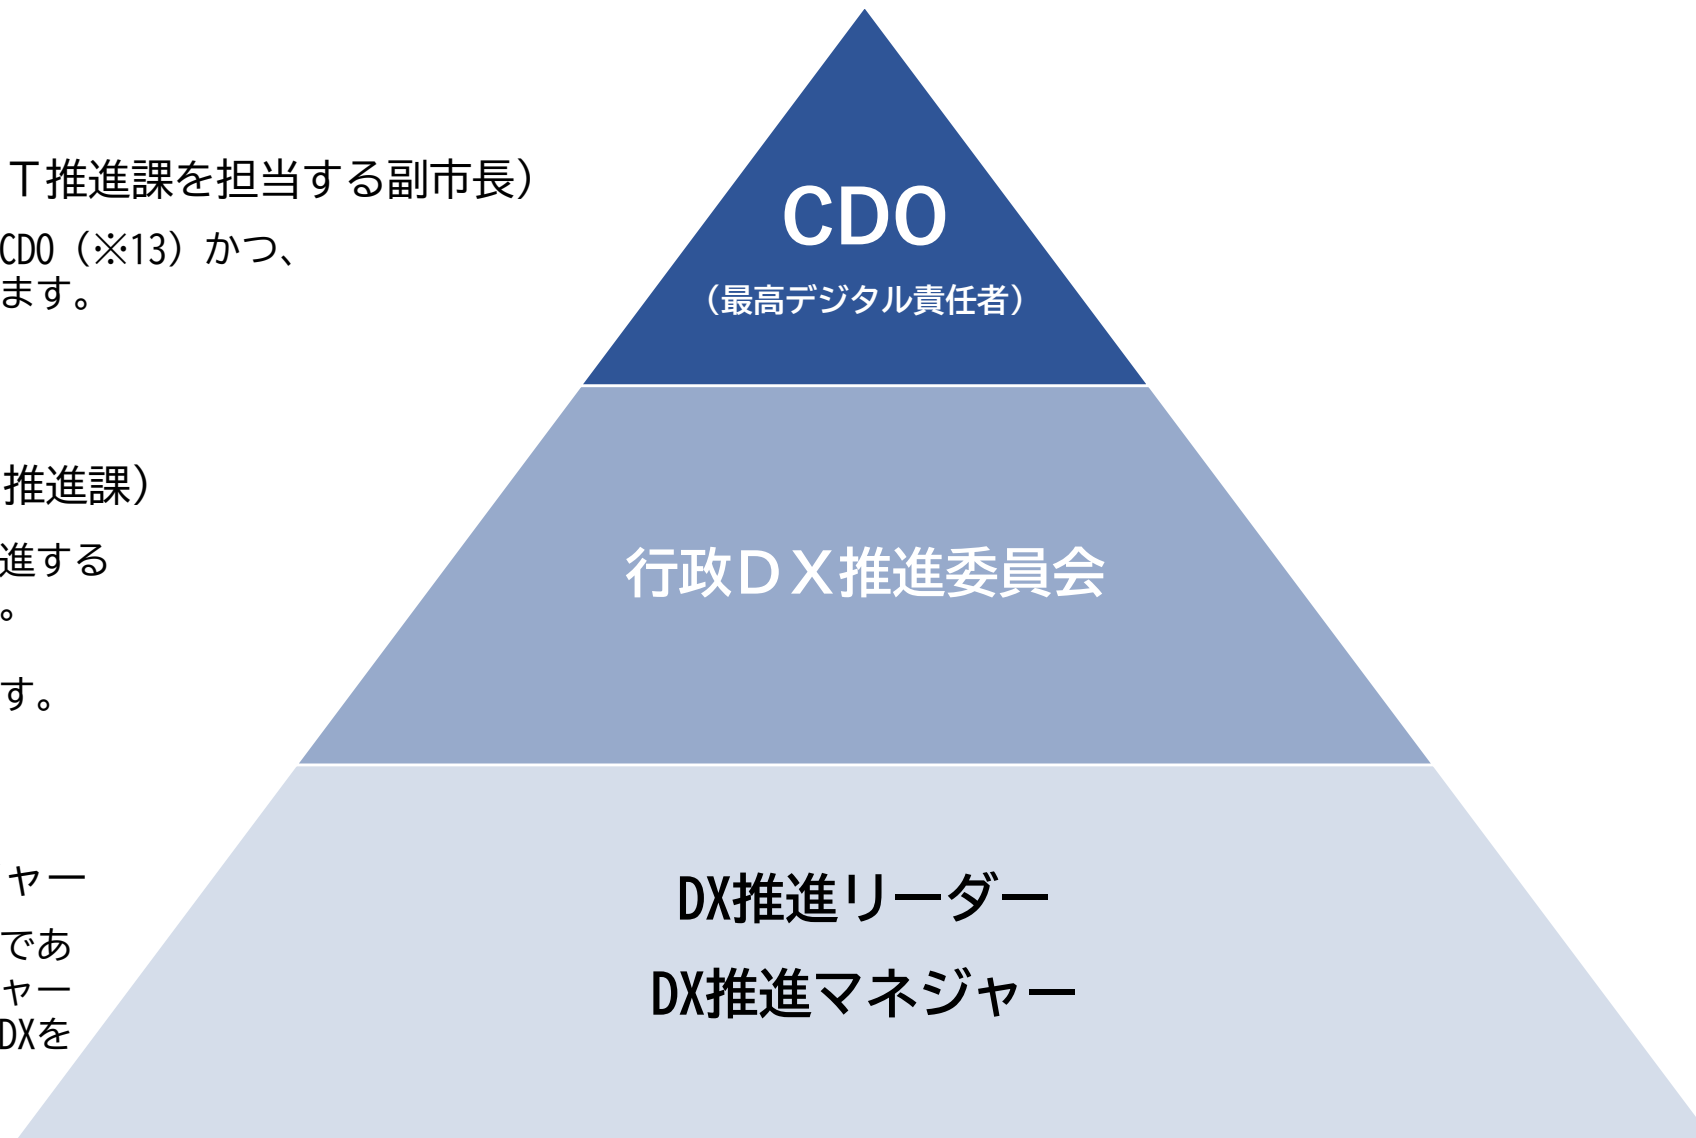 Ｔ推進課を担当する副市長）
CDO（※13）かつ、
ます。
推進課）
進する
。
す。
ャー
であ
ャー
DXを
CDO
（最高デジタル責任者）
行政ＤＸ推進委員会
DX推進リーダー
DX推進マネジャー